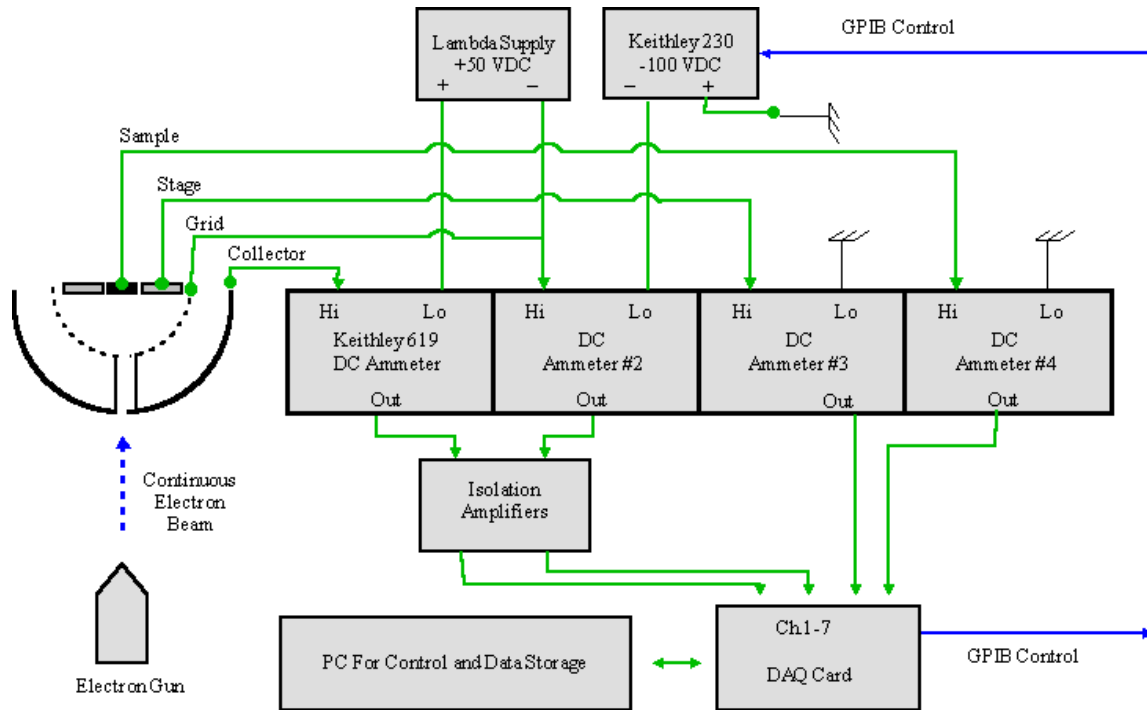 GPIB Control
Lambda Supply
+50 VDC
+ −
Keithley 230
-100 VDC
− +
Sample
Stage
Grid
Collector
Hi Lo
Keithley 619
DC Ammeter
Out
Hi Lo
DC
Ammeter #2
Out
Hi Lo
DC
Ammeter #3
Out
Hi Lo
DC
Ammeter #4
Out
Continuous
Electron
Beam
Isolation
Amplifiers
Electron Gun
PC For Control and Data Storage
Ch.1-7
DAQ Card
GPIB Control